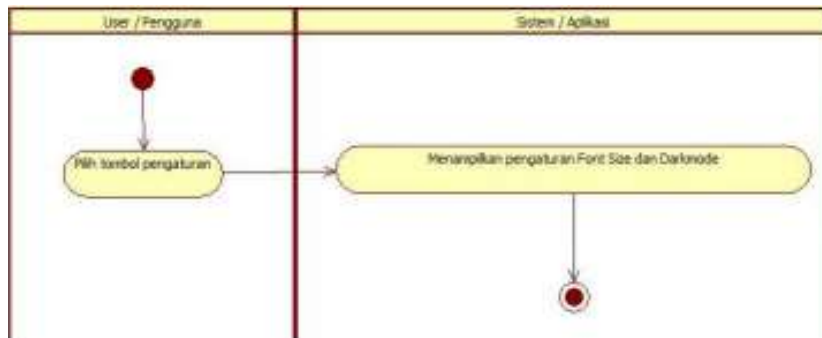 User / Pengguna
Sistem / Aplikasi
Pilih tombol pengaturan
Menampilkan pengaturan Font Size dan Darkmode